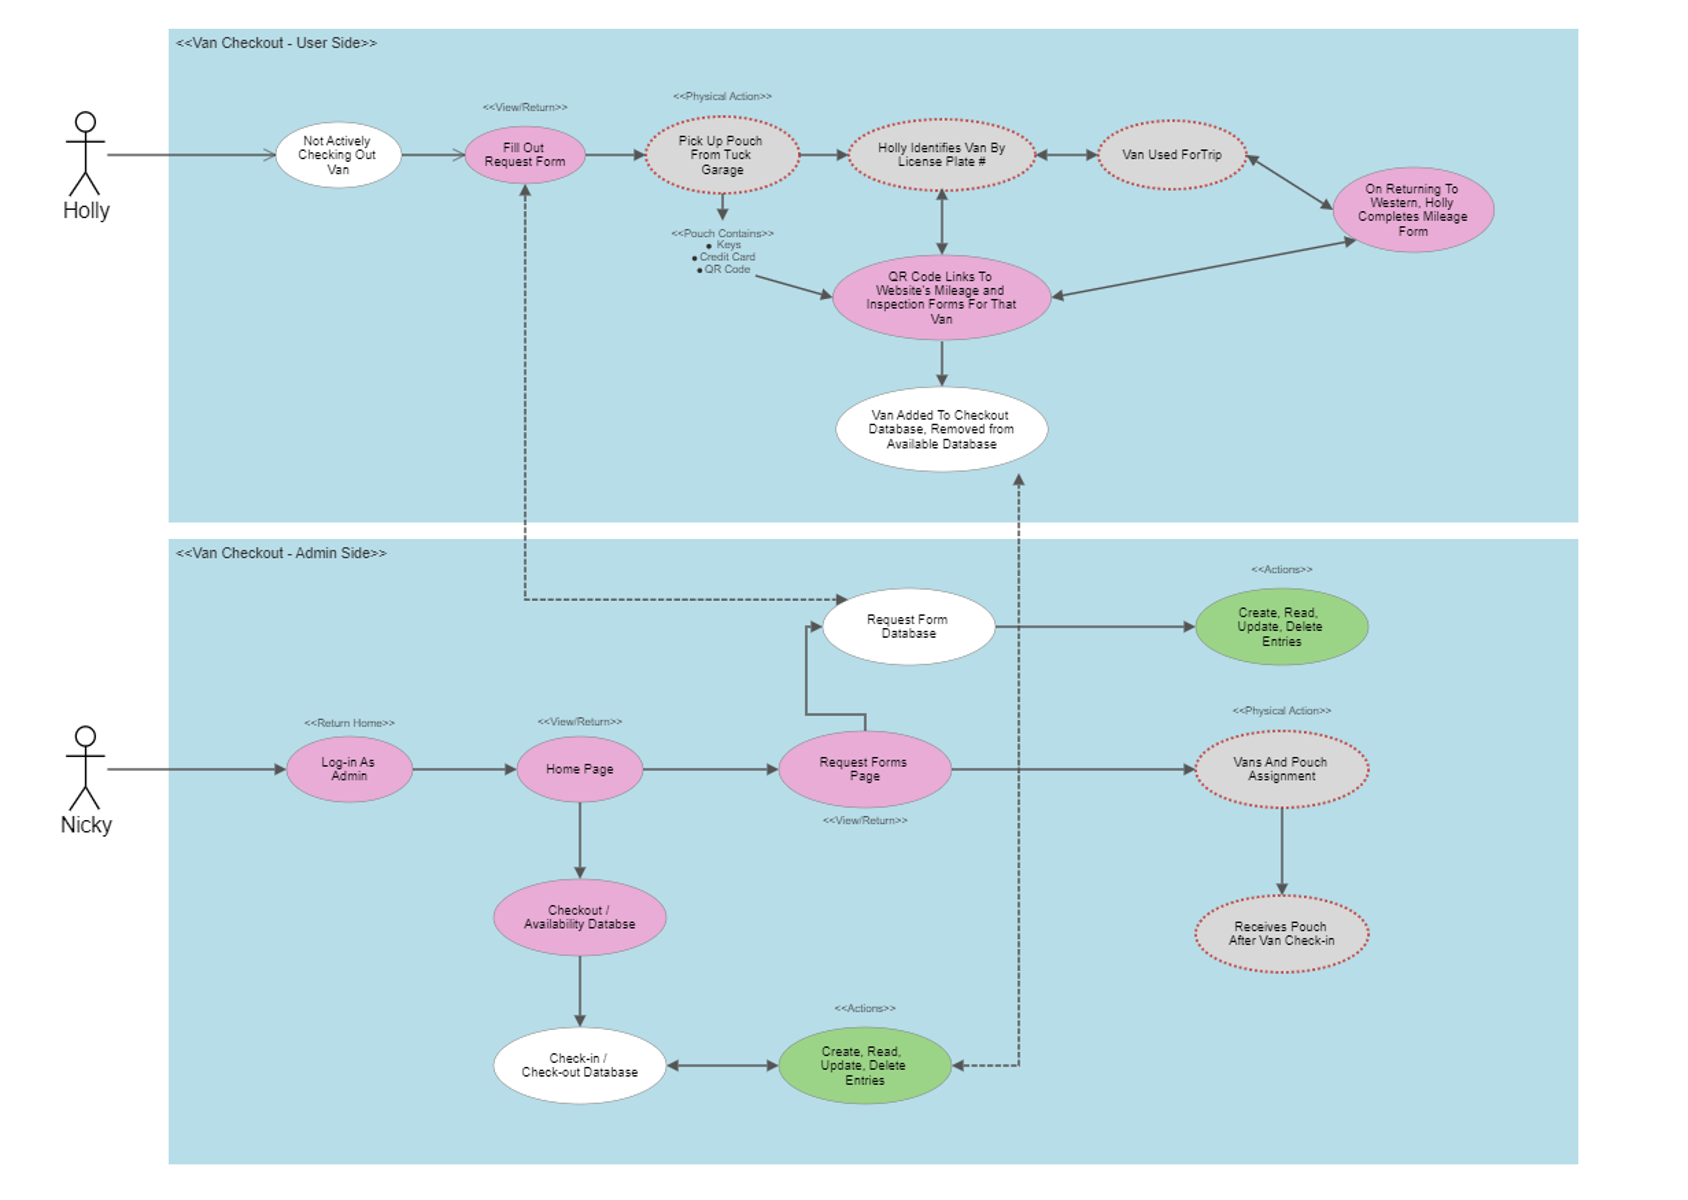 <<Van Checkout - User Side>>
Holly
Not Actively
Checking Out
Van
<<View/Return>>
Fill Out
Request Form
<<Physical Action>>
Pick Up Pouch
From Tuck
Garage
Holly Identifies Van By
License Plate #
Van Used ForTrip
On Returning To
Western, Holly
Completes Mileage
Form
<<Pouch Contains>>
● Keys
● Credit Card
● QR Code
QR Code Links To
Website's Mileage and
Inspection Forms For That
Van
Van Added To Checkout
Database, Removed from
Available Database
<<Van Checkout - Admin Side>>
Request Form
Database
<<Actions>>
Create, Read,
Update, Delete
Entries
Nicky
<<Return Home>>
Log-in As
Admin
<<View/Return>>
Home Page
Request Forms
Page
<<View/Return>>
<<Physical Action>>
Vans And Pouch
Assignment
Checkout /
Availability Databse
Receives Pouch
After Van Check-in
Check-in /
Check-out Database
<<Actions>>
Create, Read,
Update, Delete
Entries